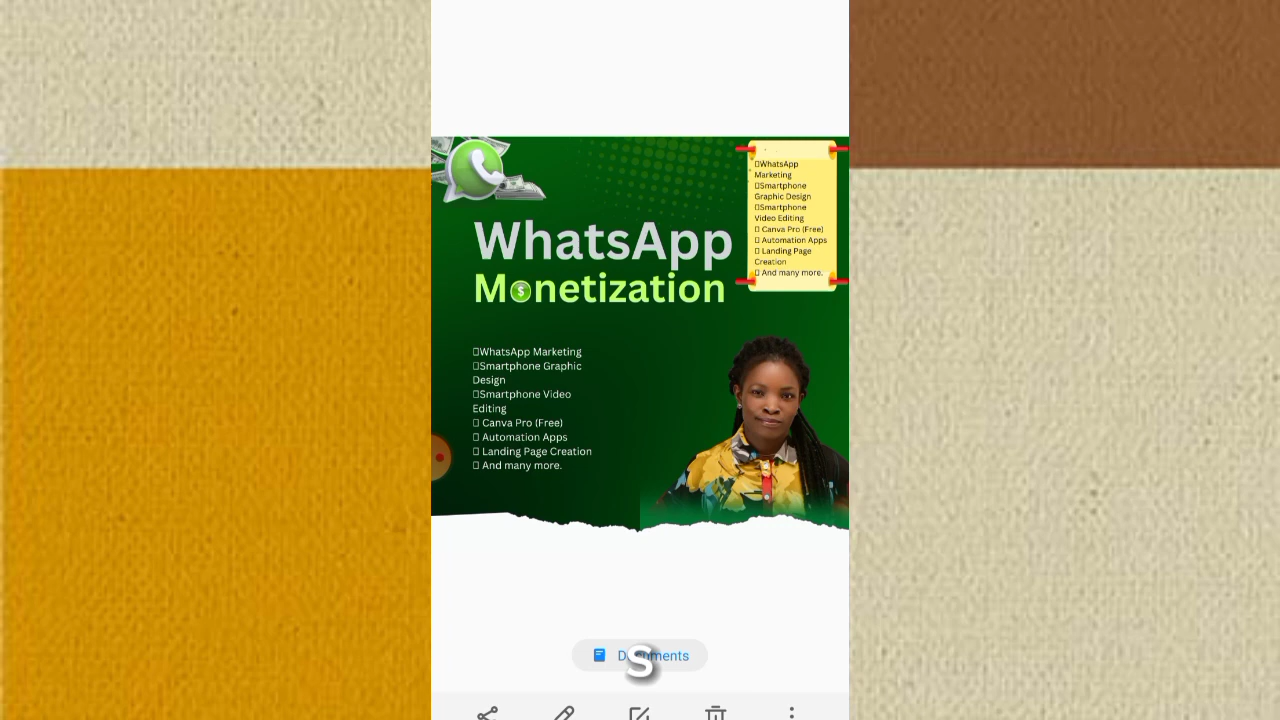 WhatsApp
Monetization
▯WhatsApp
Marketing
▯Smartphone
Graphic Design
▯Smartphone
Video Editing
▯ Canva Pro (Free)
▯ Automation Apps
▯ Landing Page
Creation
▯ And many more.
▯WhatsApp Marketing
▯Smartphone Graphic
Design
▯Smartphone Video
Editing
▯ Canva Pro (Free)
▯ Automation Apps
▯ Landing Page Creation
▯ And many more.
Documents
S